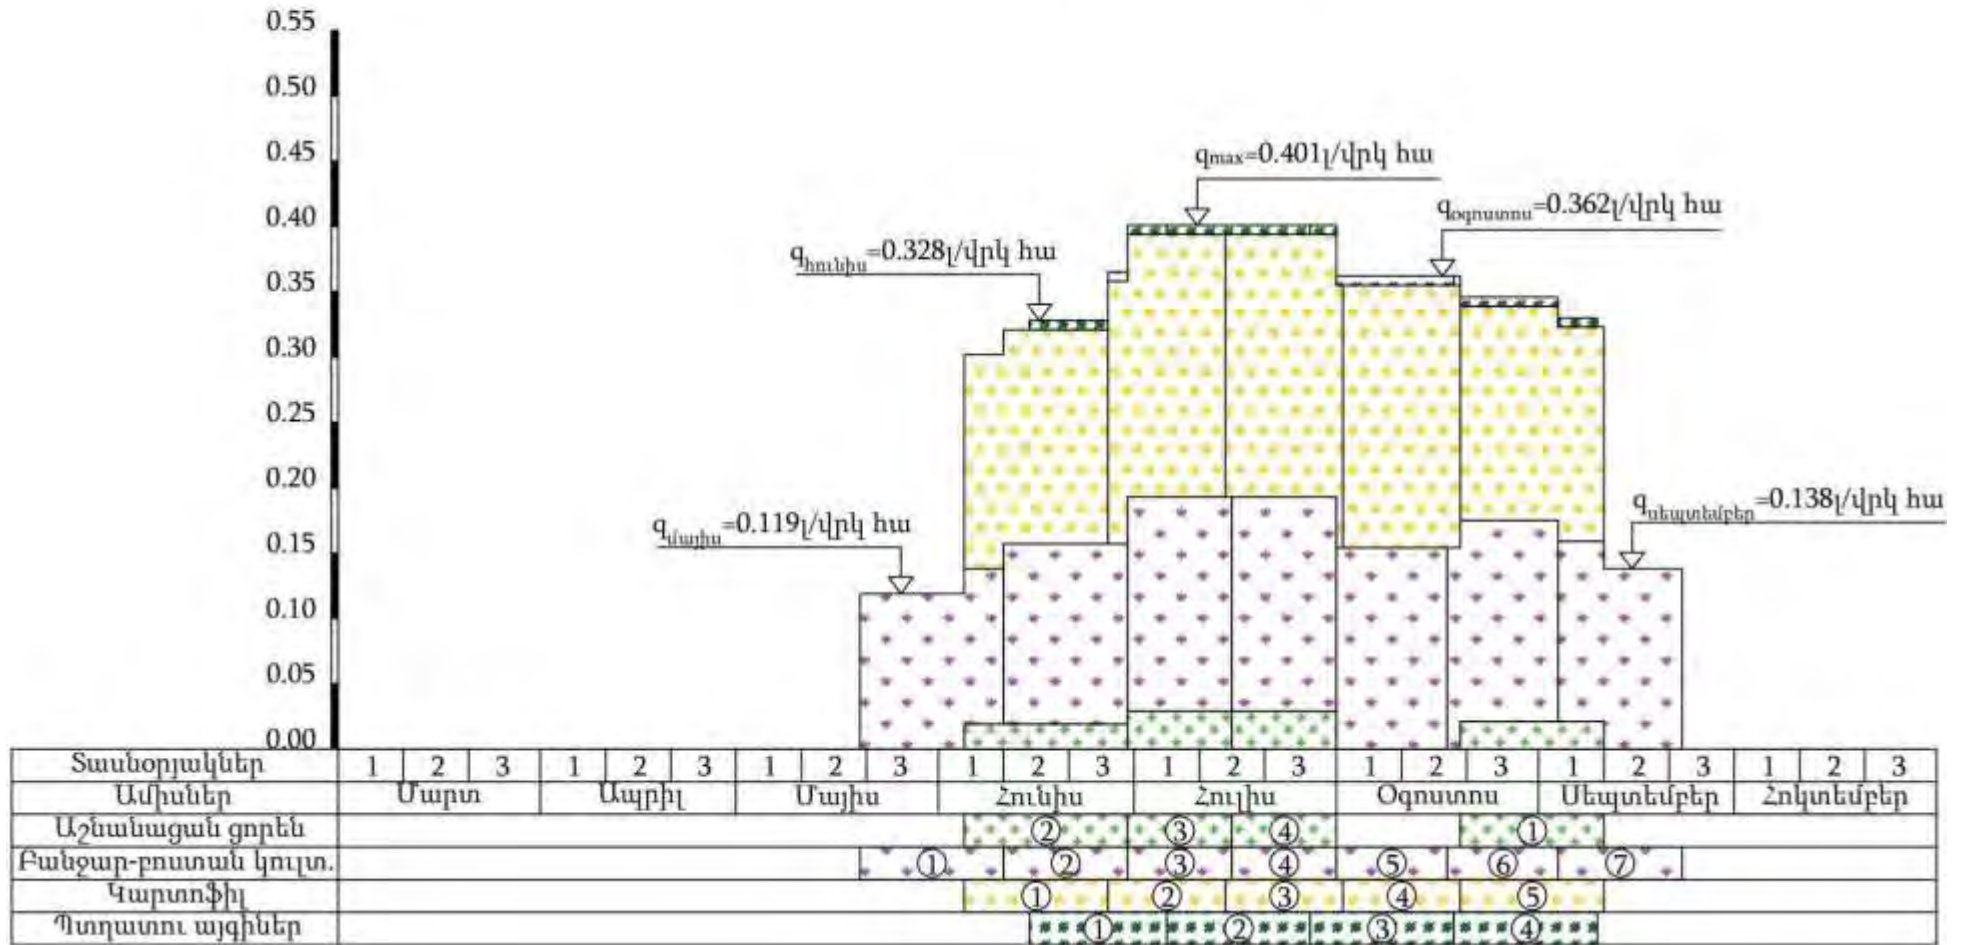 0.55
0.50
0.45
0.40
0.35
0.30
0.25
0.20
0.15
0.10
0.05
0.00
qmax=0.401լ/վրկ հա
qօգոստոս=0.362լ/վրկ հա
qհունիս=0.328լ/վրկ հա
qմայիս=0.119լ/վրկ հա
qսեպտեմբեր=0.138լ/վրկ հա
Տասնօրյակներ 1 2 3 1 2 3 1 2 3 1 2 3 1 2 3 1 2 3 1 2 3 1 2 3
Ամիսներ Մարտ Ապրիլ Մայիս Հունիս Հուլիս Օգոստոս Սեպտեմբեր Հոկտեմբեր
Աշնանացան ցորեն 2 3 4 1
Բանջար-բոստան կուլտ. 1 2 3 4 5 6 7
Կարտոֆիլ 1 2 3 4 5
Պտղատու այգիներ 1 2 3 4